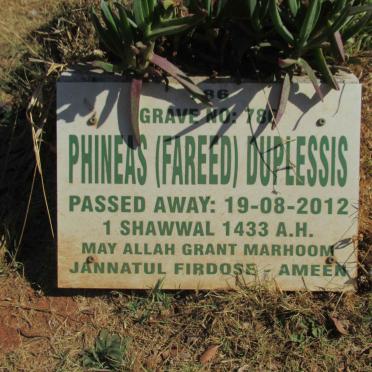 86
GRAVE NO: 786
PHINEAS (FAREED) DUPLESSIS
PASSED AWAY: 19-08-2012
1 SHAWWAL 1433 A.H.
MAY ALLAH GRANT MARHOOM
JANNATUL FIRDOSE - AMEEN